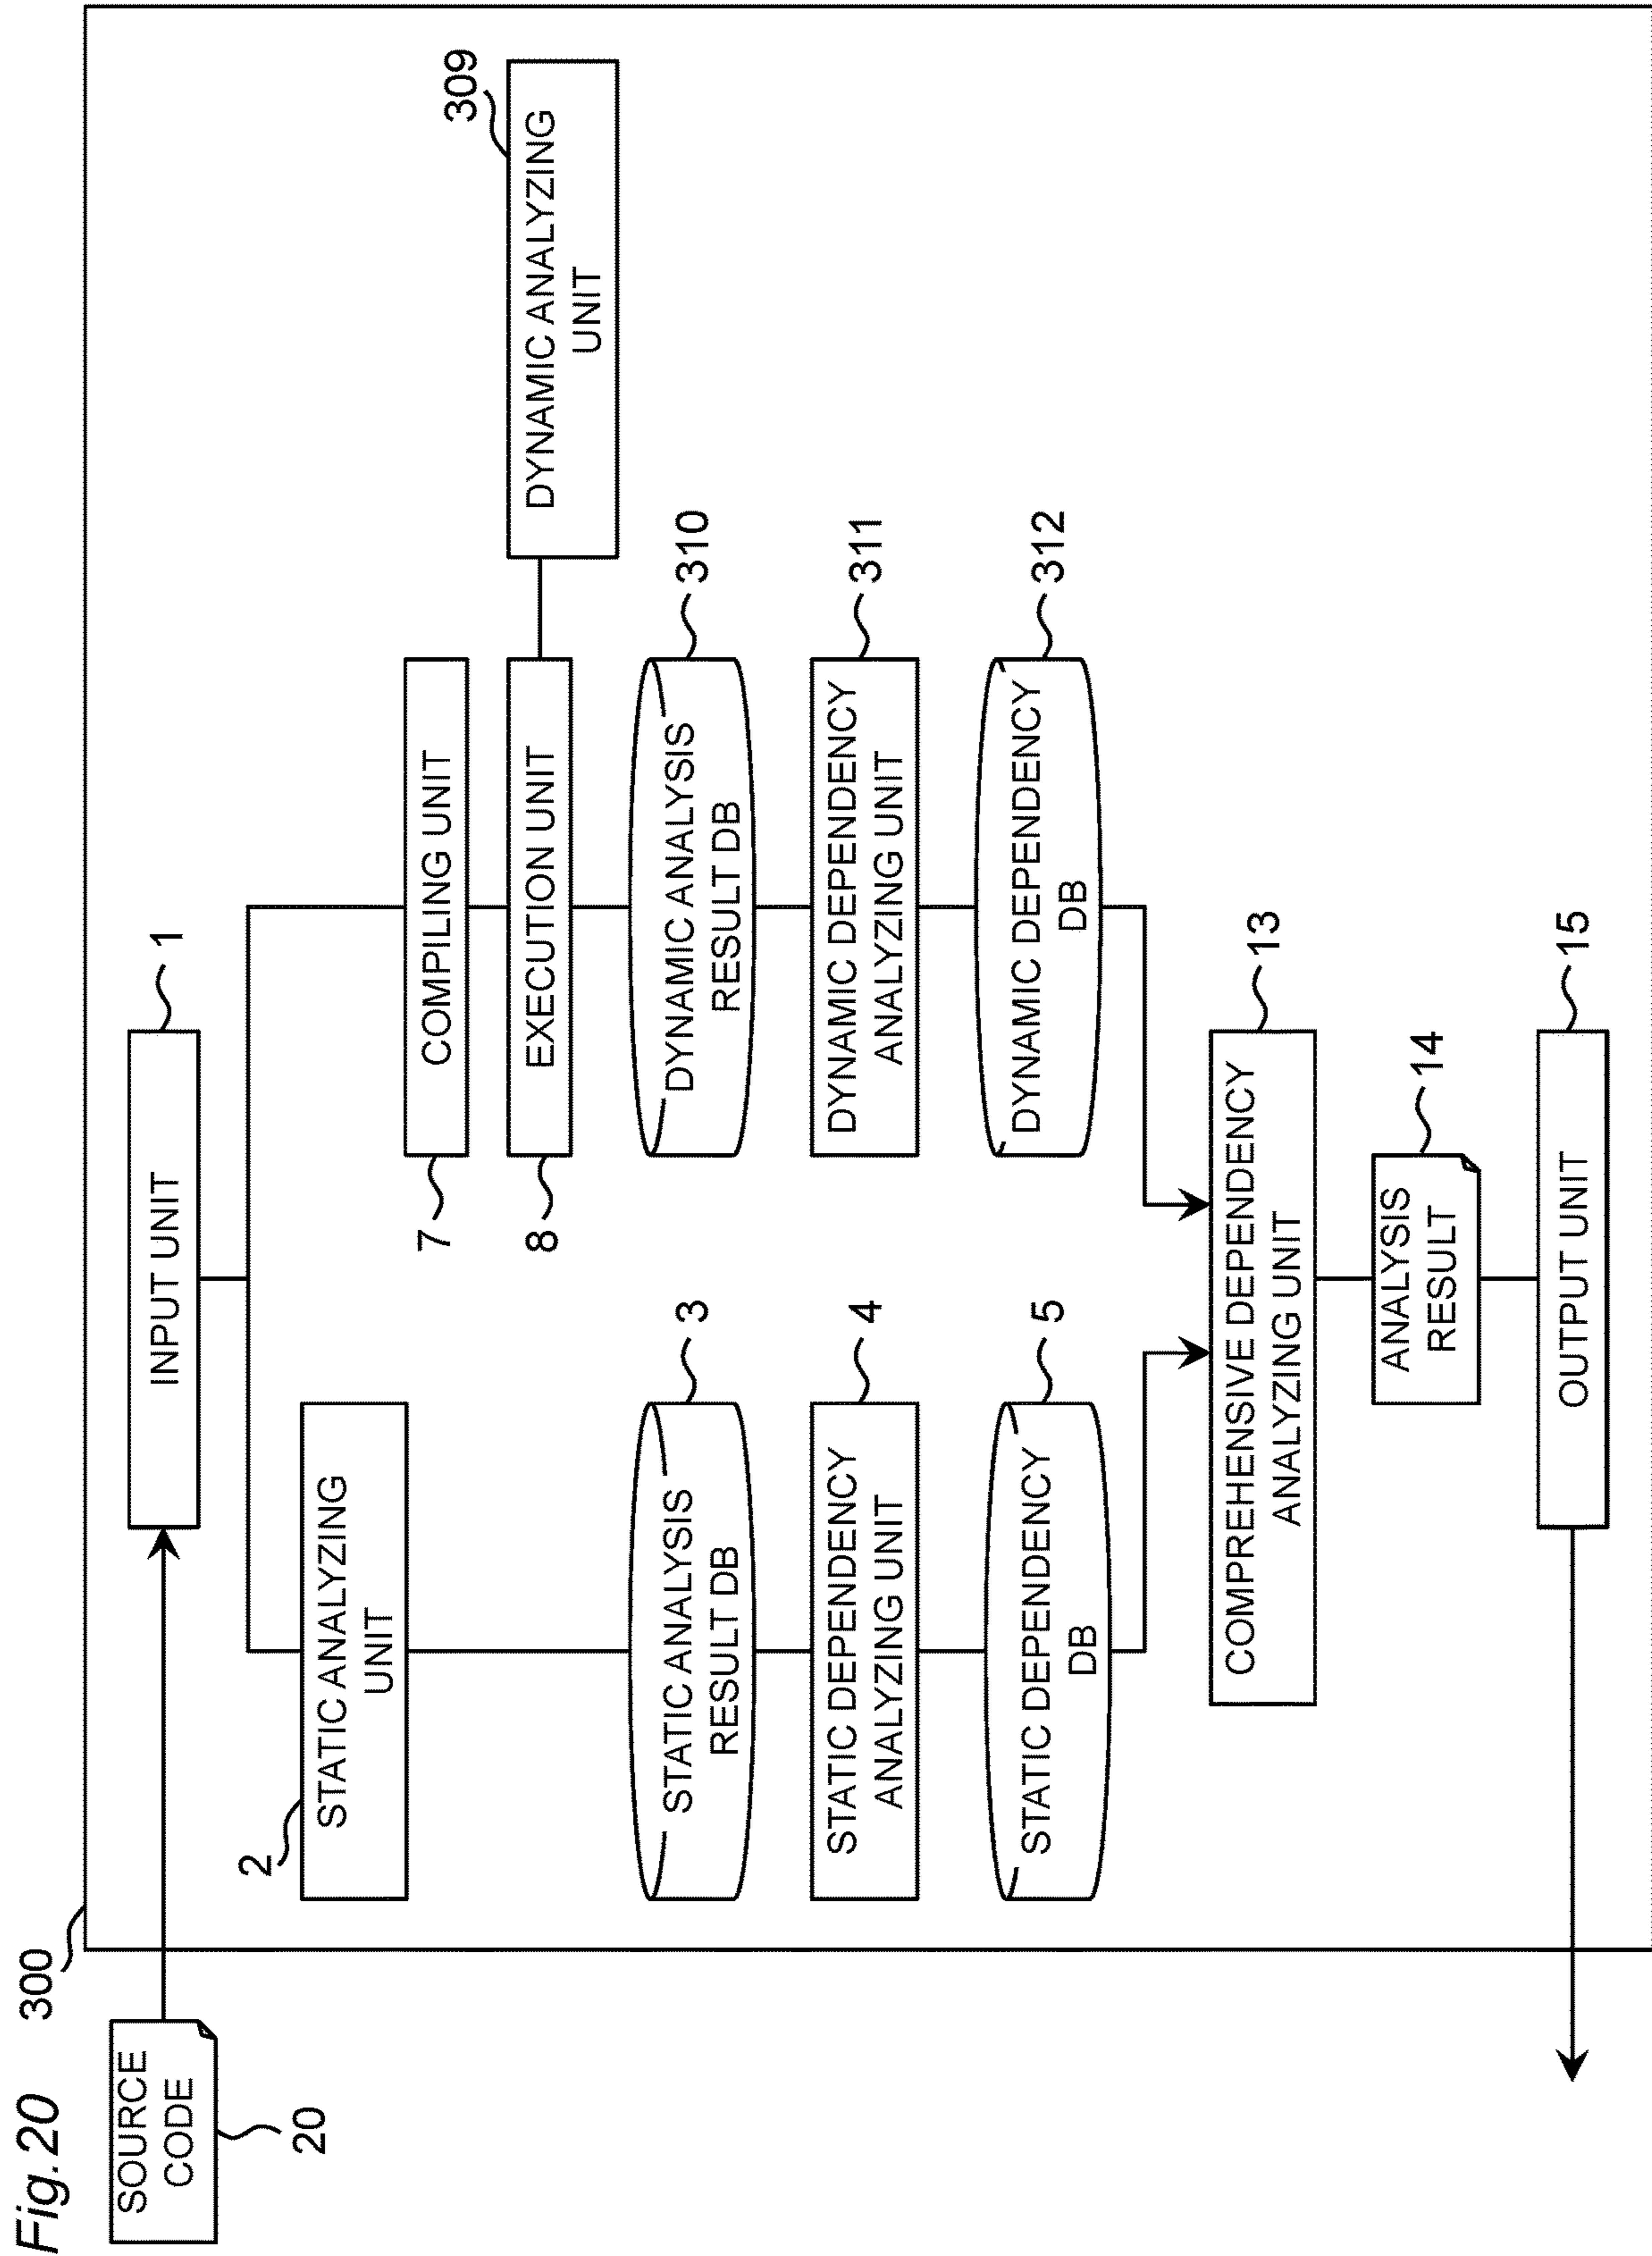 Fig.20
300
SOURCE
CODE
20
INPUT UNIT
1
STATIC ANALYZING
UNIT
2
COMPILING UNIT
7
EXECUTION UNIT
8
DYNAMIC ANALYZING
UNIT
309
STATIC ANALYSIS
RESULT DB
3
DYNAMIC ANALYSIS
RESULT DB
310
STATIC DEPENDENCY
ANALYZING UNIT
4
DYNAMIC DEPENDENCY
ANALYZING UNIT
311
STATIC DEPENDENCY
DB
5
DYNAMIC DEPENDENCY
DB
312
COMPREHENSIVE DEPENDENCY
ANALYZING UNIT
13
ANALYSIS
RESULT
14
OUTPUT UNIT
15